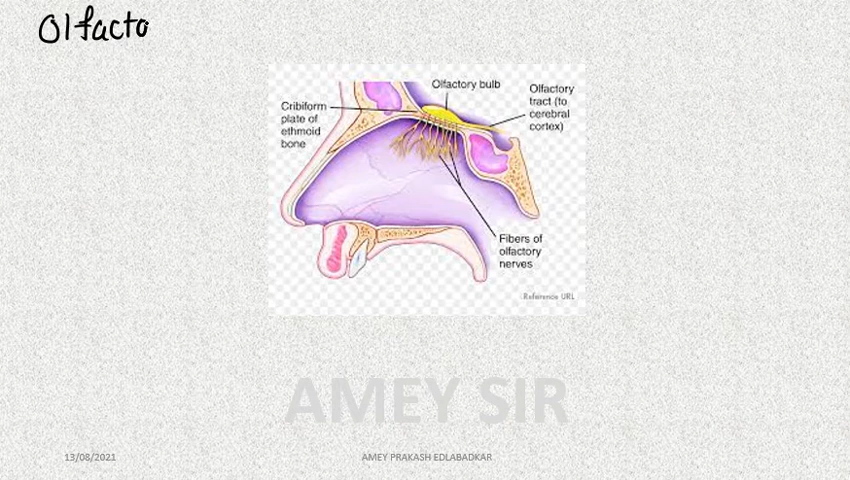 Olfacto
Olfactory bulb
Olfactory
tract (to
cerebral
cortex)
Cribiform
plate of
ethmoid
bone
Fibers of
olfactory
nerves
Reference URL
AMEY SIR
13/08/2021
AMEY PRAKASH EDLABADKAR